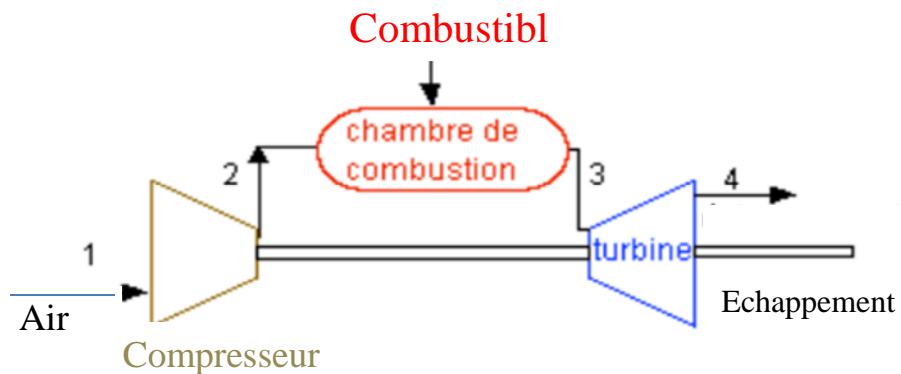 Combustibl
chambre de
combustion
2
3
4
1
turbine
Echappement
Air
Compresseur